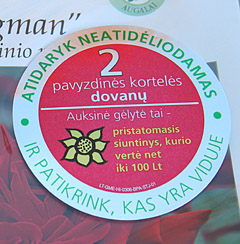 AUGALAI
gman”
inio
ATIDARYK NEATIDĖLIODAMAS
2
pavyzdinės kortelės
dovanų
Auksinė gėlytė tai -
pristatomasis
siuntinys, kurio
vertė net
iki 100 Lt
IR PATIKRINK, KAS YRA VIDUJE